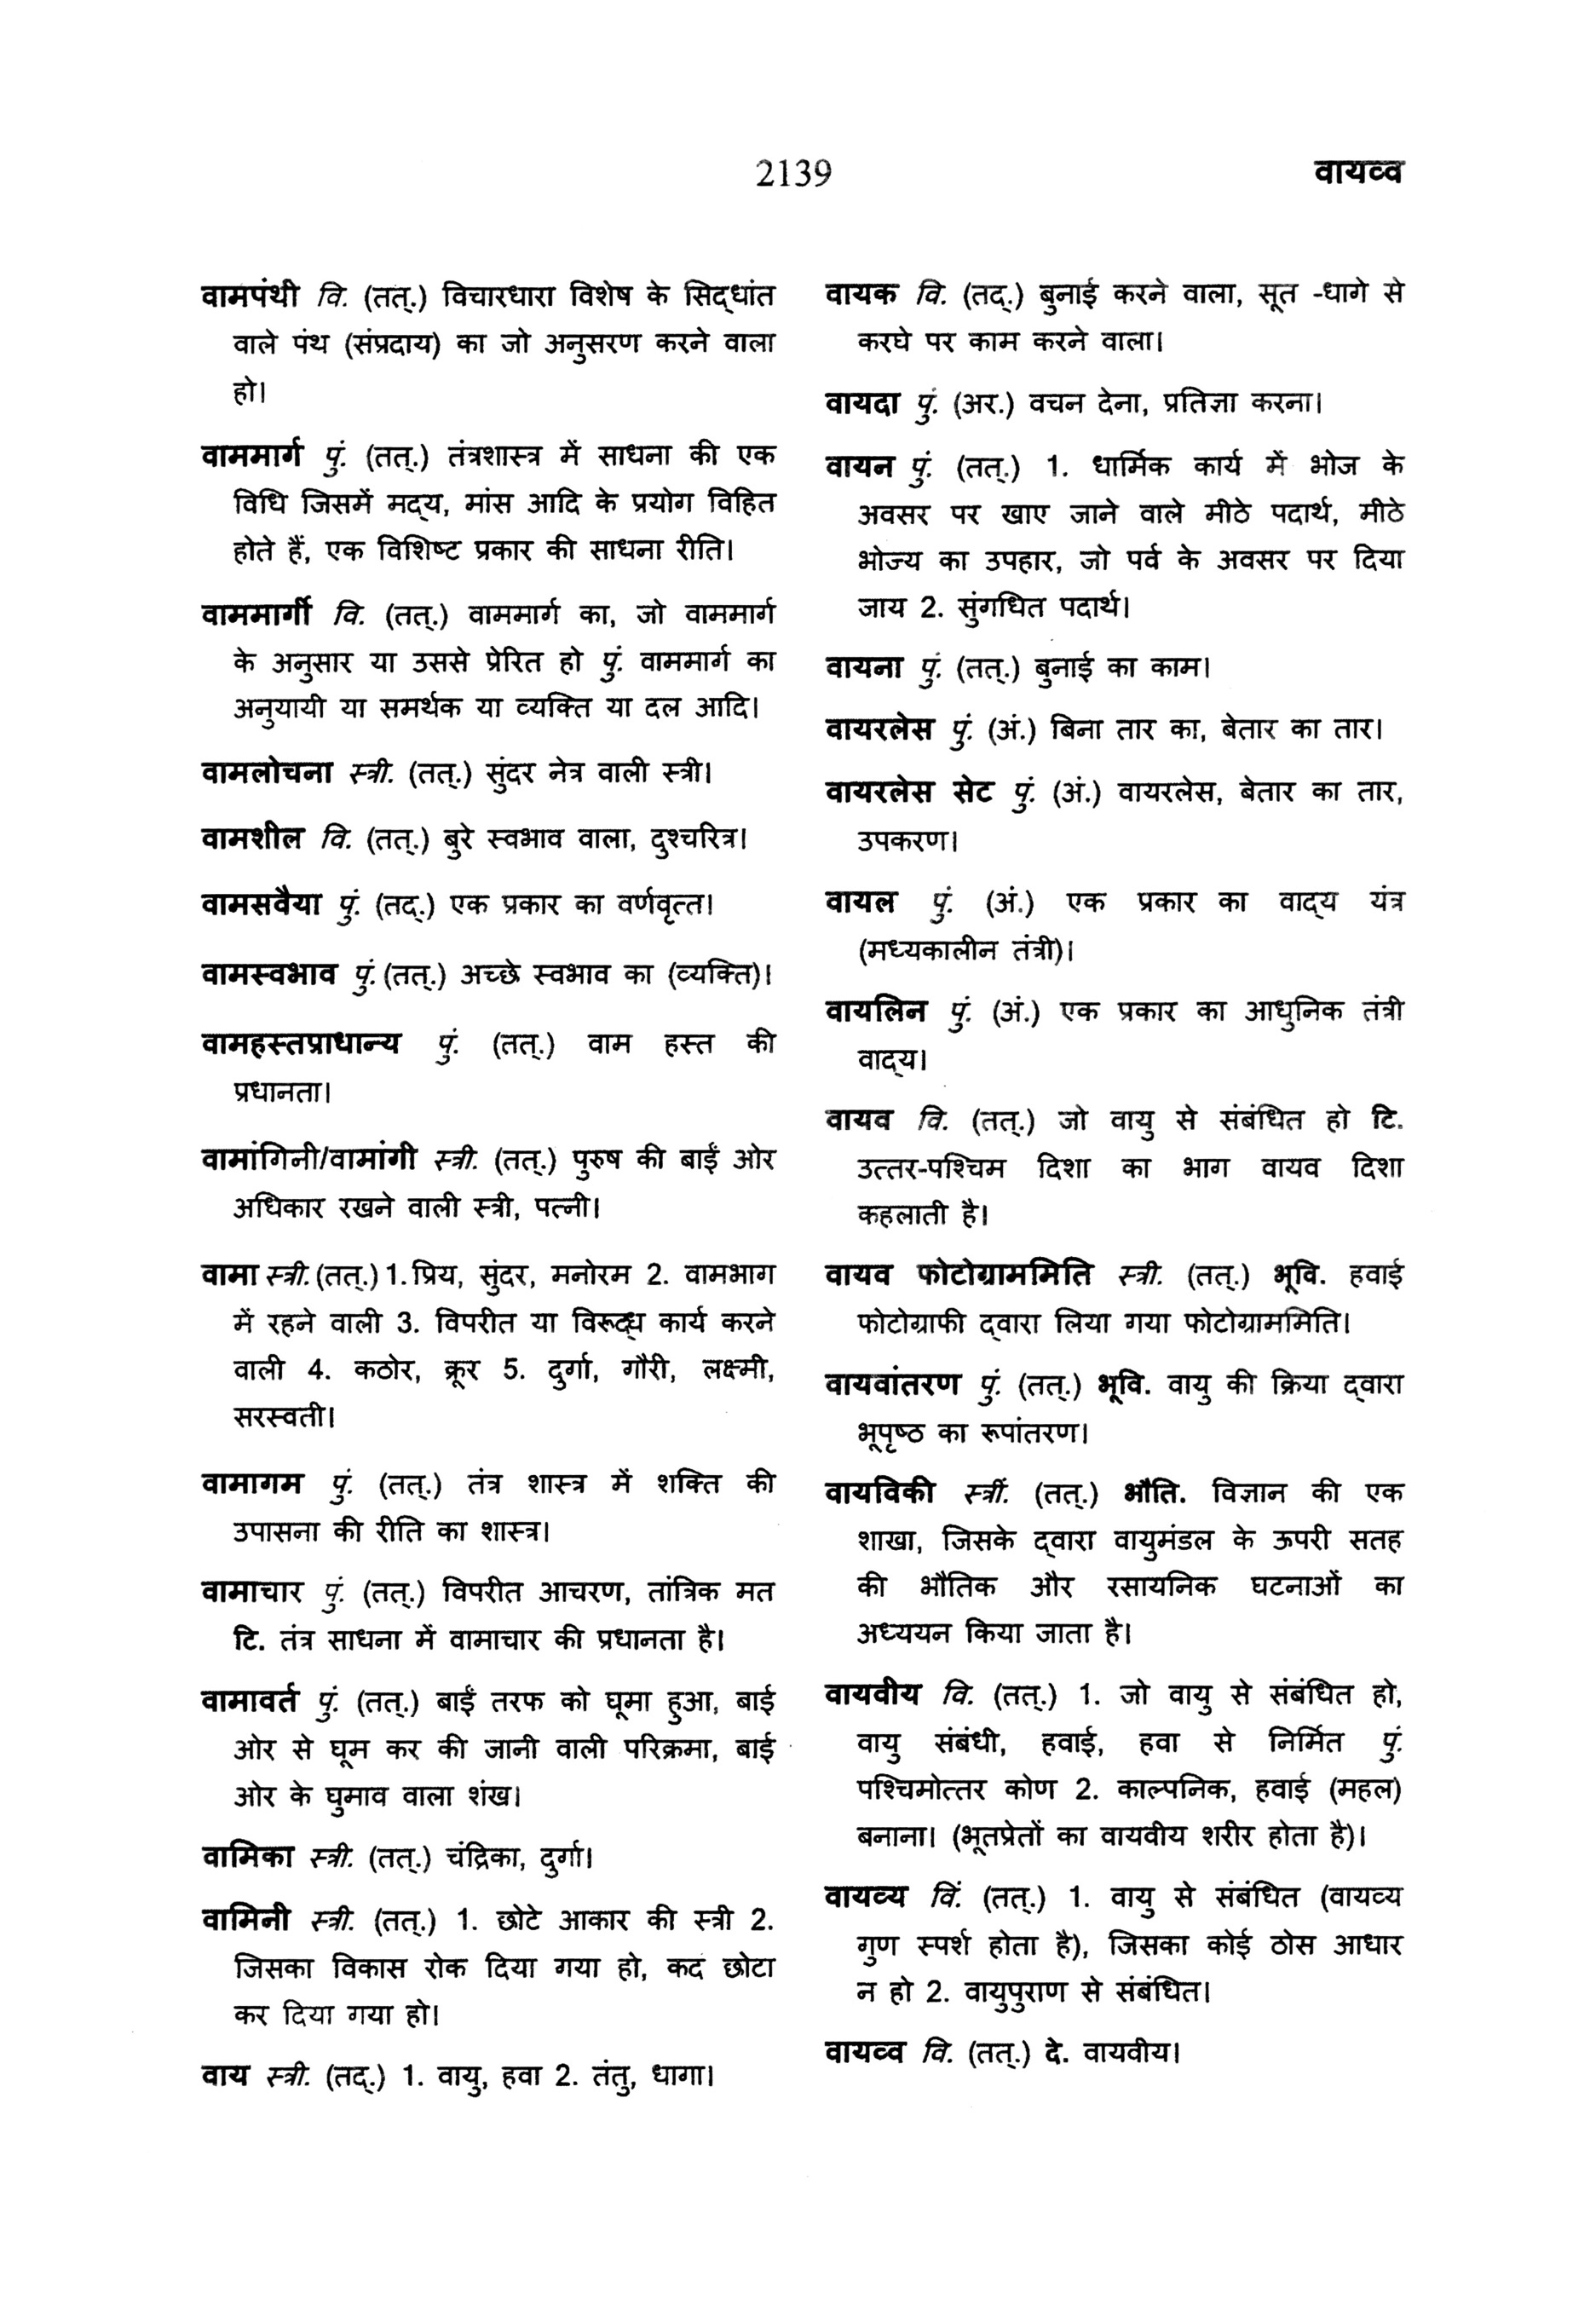 2139
वायव्व
वामपंथी वि. (तत्.) विचारधारा विशेष के सिद्धांत
वाले पंथ (संप्रदाय) का जो अनुसरण करने वाला
हो।
वाममार्ग पुं. (तत्.) तंत्रशास्त्र में साधना की एक
विधि जिसमें मद्य, मांस आदि के प्रयोग विहित
होते हैं, एक विशिष्ट प्रकार की साधना रीति।
वाममार्गी वि. (तत्.) वाममार्ग का, जो वाममार्ग
के अनुसार या उससे प्रेरित हो पुं. वाममार्ग का
अनुयायी या समर्थक या व्यक्ति या दल आदि।
वामलोचना स्त्री. (तत्.) सुंदर नेत्र वाली स्त्री।
वामशील वि. (तत्.) बुरे स्वभाव वाला, दुश्चरित्र।
वामसवैया पुं. (तद्.) एक प्रकार का वर्णवृत्त।
वामस्वभाव पुं. (तत्.) अच्छे स्वभाव का (व्यक्ति)।
वामहस्तप्राधान्य पुं. (तत्.) वाम हस्त की
प्रधानता।
वामांगिनी/वामांगी स्त्री. (तत्.) पुरुष की बाईं ओर
अधिकार रखने वाली स्त्री, पत्नी।
वामा स्त्री. (तत्.) 1. प्रिय, सुंदर, मनोरम 2. वामभाग
में रहने वाली 3. विपरीत या विरूद्ध कार्य करने
वाली 4. कठोर, क्रूर 5. दुर्गा, गौरी, लक्ष्मी,
सरस्वती।
वामागम पुं. (तत्.) तंत्र शास्त्र में शक्ति की
उपासना की रीति का शास्त्र।
वामाचार पुं. (तत्.) विपरीत आचरण, तांत्रिक मत
टि. तंत्र साधना में वामाचार की प्रधानता है।
वामावर्त पुं. (तत्.) बाईं तरफ को घूमा हुआ, बाई
ओर से घूम कर की जानी वाली परिक्रमा, बाई
ओर के घुमाव वाला शंख।
वामिका स्त्री. (तत्.) चंद्रिका, दुर्गा।
वामिनी स्त्री. (तत्.) 1. छोटे आकार की स्त्री 2.
जिसका विकास रोक दिया गया हो, कद छोटा
कर दिया गया हो।
वाय स्त्री. (तद्.) 1. वायु, हवा 2. तंतु, धागा।
वायक वि. (तद्.) बुनाई करने वाला, सूत -धागे से
करघे पर काम करने वाला।
वायदा पुं. (अर.) वचन देना, प्रतिज्ञा करना।
वायन पुं. (तत्.) 1. धार्मिक कार्य में भोज के
अवसर पर खाए जाने वाले मीठे पदार्थ, मीठे
भोज्य का उपहार, जो पर्व के अवसर पर दिया
जाय 2. सुंगधित पदार्थ।
वायना पुं. (तत्.) बुनाई का काम।
वायरलेस पुं. (अं.) बिना तार का, बेतार का तार।
वायरलेस सेट पुं. (अं.) वायरलेस, बेतार का तार,
उपकरण।
वायल पुं. (अं.) एक प्रकार का वाद्य यंत्र
(मध्यकालीन तंत्री)।
वायलिन पुं. (अं.) एक प्रकार का आधुनिक तंत्री
वाद्य।
वायव वि. (तत्.) जो वायु से संबंधित हो टि.
उत्तर-पश्चिम दिशा का भाग वायव दिशा
कहलाती है।
वायव फोटोग्राममिति स्त्री. (तत्.) भूवि. हवाई
फोटोग्राफी द्वारा लिया गया फोटोग्राममिति।
वायवांतरण पुं. (तत्.) भूवि. वायु की क्रिया द्वारा
भूपृष्ठ का रूपांतरण।
वायविकी स्त्रीं. (तत्.) भौति. विज्ञान की एक
शाखा, जिसके द्वारा वायुमंडल के ऊपरी सतह
की भौतिक और रसायनिक घटनाओं का
अध्ययन किया जाता है।
वायवीय वि. (तत्.) 1. जो वायु से संबंधित हो,
वायु संबंधी, हवाई, हवा से निर्मित पुं.
पश्चिमोत्तर कोण 2. काल्पनिक, हवाई (महल)
बनाना। (भूतप्रेतों का वायवीय शरीर होता है)।
वायव्य विं. (तत्.) 1. वायु से संबंधित (वायव्य
गुण स्पर्श होता है), जिसका कोई ठोस आधार
न हो 2. वायुपुराण से संबंधित।
वायव्व वि. (तत्.) दे. वायवीय।